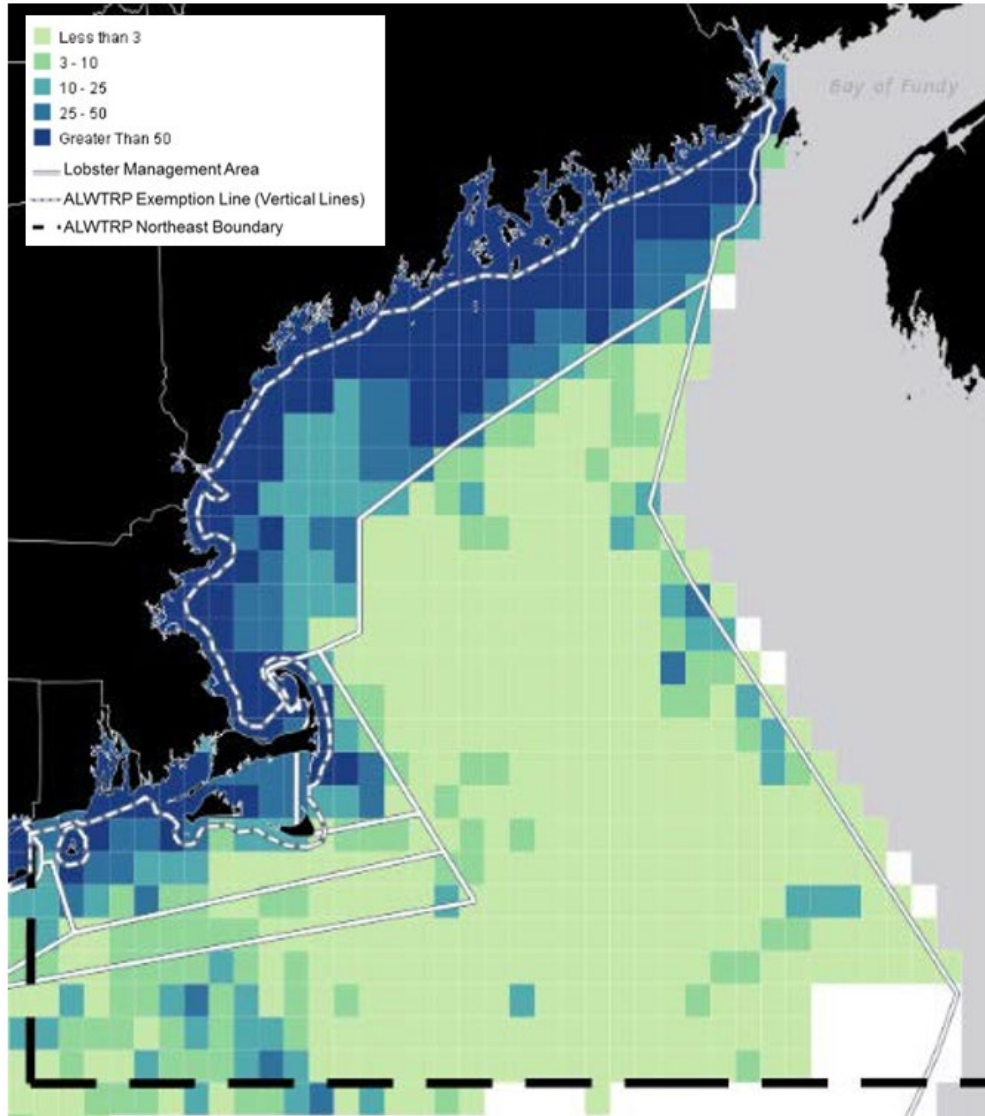 Less than 3
3 - 10
10 - 25
25 - 50
Greater Than 50
Lobster Management Area
ALWTRP Exemption Line (Vertical Lines)
ALWTRP Northeast Boundary
Bay of Fundy